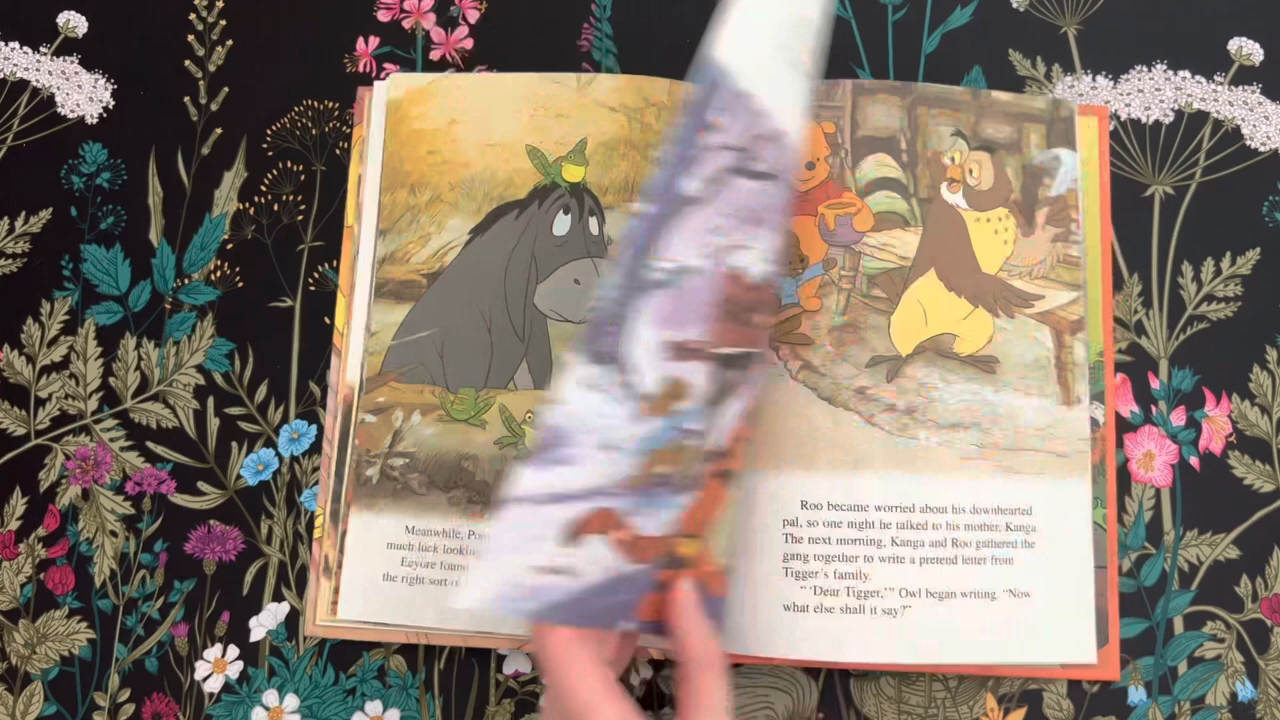 Meanwhile,
much luck
Eeyore
the right sort
Roo became worried about his downhearted
pal, so one night he talked to his mother, Kanga.
The next morning, Kanga and Roo gathered the
gang together to write a pretend letter from
Tigger's family.
"'Dear Tigger,'" Owl began writing. "Now
what else shall it say?"